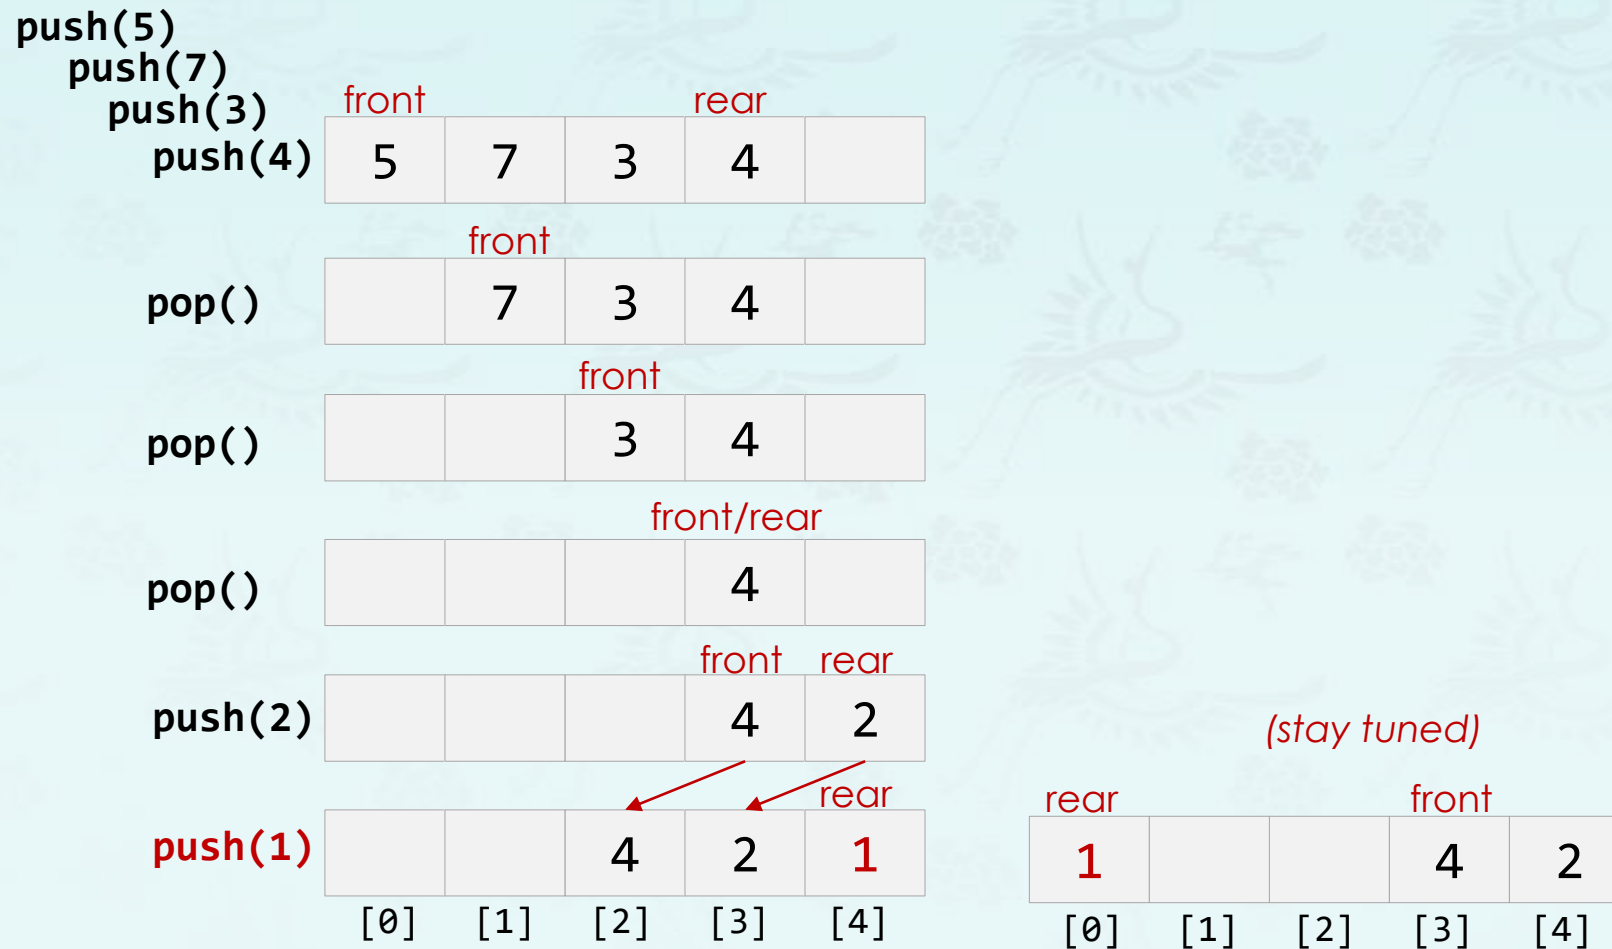 push(5)
push(7)
push(3)
front rear
push(4) 5 7 3 4
front
pop() 7 3 4
front
pop() 3 4
front/rear
pop() 4
front rear
push(2) 4 2
(stay tuned)
rear
push(1) 4 2 1
[0] [1] [2] [3] [4]
rear front
1 4 2
[0] [1] [2] [3] [4]